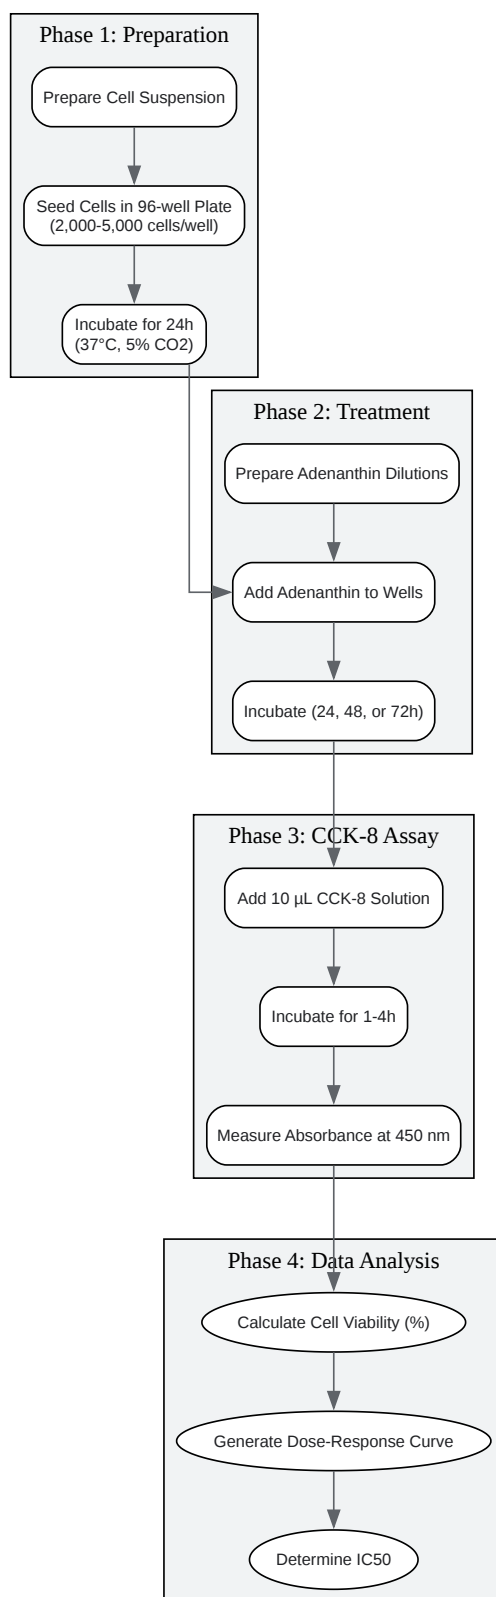 Phase 1: Preparation
Prepare Cell Suspension
Seed Cells in 96-well Plate
(2,000-5,000 cells/well)
Incubate for 24h
(37°C, 5% CO2)
Phase 2: Treatment
Prepare Adenanthin Dilutions
Add Adenanthin to Wells
Incubate (24, 48, or 72h)
Phase 3: CCK-8 Assay
Add 10 µL CCK-8 Solution
Incubate for 1-4h
Measure Absorbance at 450 nm
Phase 4: Data Analysis
Calculate Cell Viability (%)
Generate Dose-Response Curve
Determine IC50